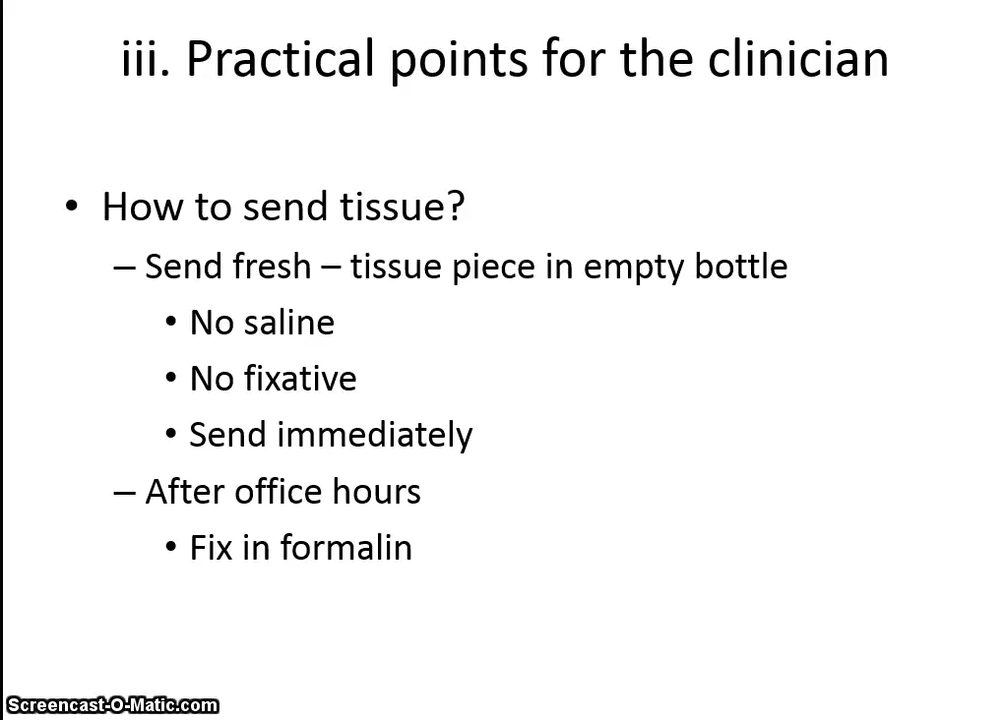 iii. Practical points for the clinician
• How to send tissue?
– Send fresh – tissue piece in empty bottle
• No saline
• No fixative
• Send immediately
– After office hours
• Fix in formalin
Screencast-O-Matic.com